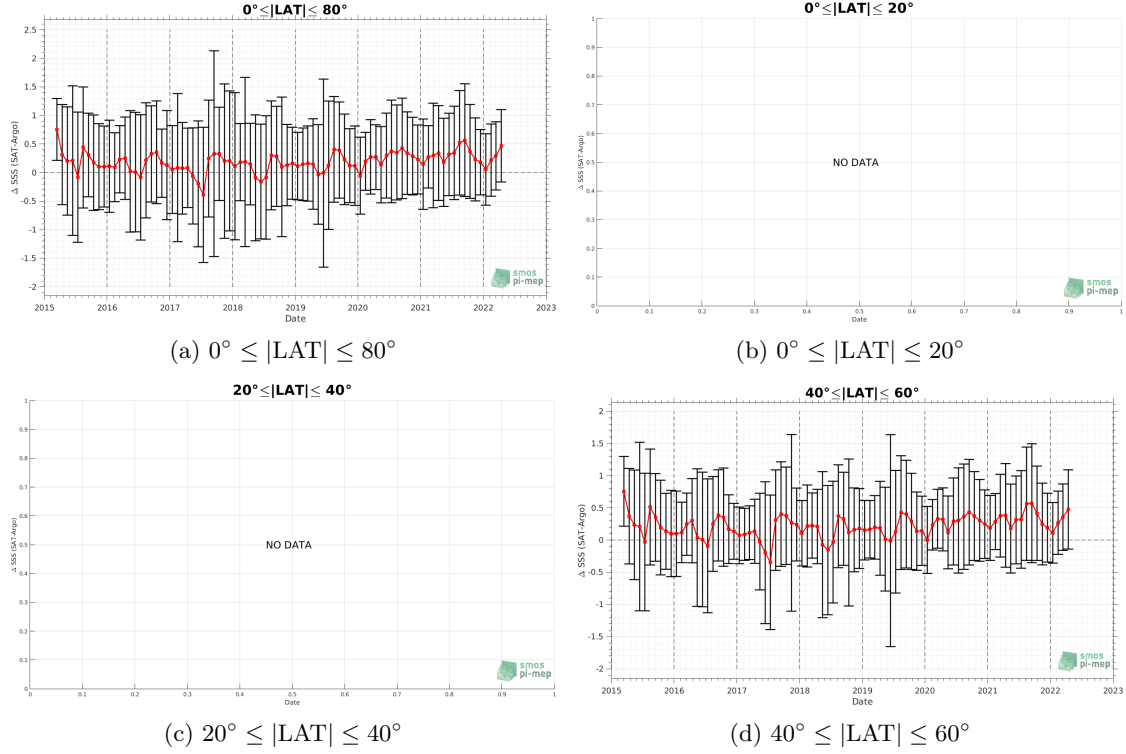 0°≤|LAT|≤ 80°
2.5
2
1.5
1
0.5
0
-0.5
-1
-1.5
-2
Δ SSS (SAT-Argo)
2015 2016 2017 2018 2019 2020 2021 2022 2023
Date
smos
pi-mep
(a) 0° ≤ |LAT| ≤ 80°
0°≤|LAT|≤ 20°
1
0.9
0.8
0.7
0.6
0.5
0.4
0.3
0.2
0.1
0
Δ SSS (SAT-Argo)
NO DATA
0 0.1 0.2 0.3 0.4 0.5 0.6 0.7 0.8 0.9 1
Date
smos
pi-mep
(b) 0° ≤ |LAT| ≤ 20°
20°≤|LAT|≤ 40°
1
0.9
0.8
0.7
0.6
0.5
0.4
0.3
0.2
0.1
0
Δ SSS (SAT-Argo)
NO DATA
0 0.1 0.2 0.3 0.4 0.5 0.6 0.7 0.8 0.9 1
Date
smos
pi-mep
(c) 20° ≤ |LAT| ≤ 40°
40°≤|LAT|≤ 60°
2
1.5
1
0.5
0
-0.5
-1
-1.5
-2
Δ SSS (SAT-Argo)
2015 2016 2017 2018 2019 2020 2021 2022 2023
Date
smos
pi-mep
(d) 40° ≤ |LAT| ≤ 60°